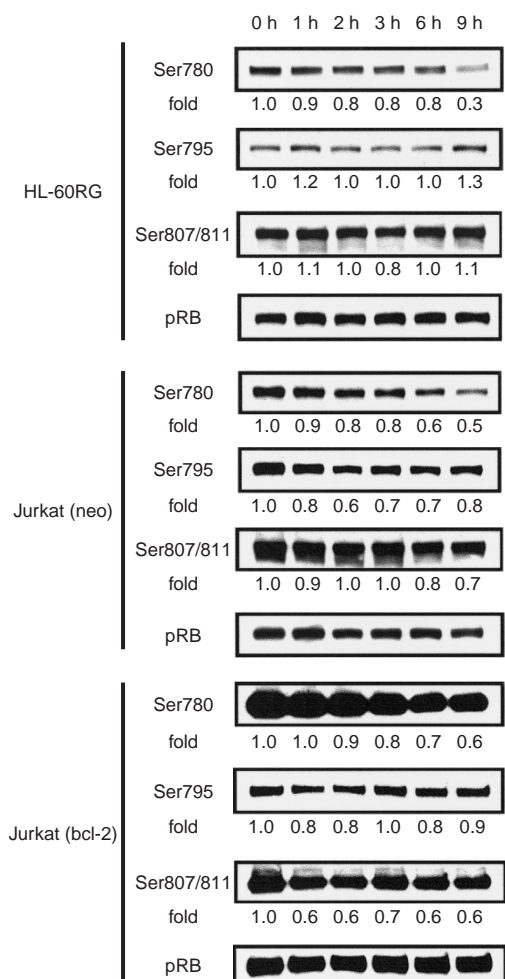 0 h 1 h 2 h 3 h 6 h 9 h
HL-60RG
Ser780
fold 1.0 0.9 0.8 0.8 0.8 0.3
Ser795
fold 1.0 1.2 1.0 1.0 1.0 1.3
Ser807/811
fold 1.0 1.1 1.0 0.8 1.0 1.1
pRB
Jurkat (neo)
Ser780
fold 1.0 0.9 0.8 0.8 0.6 0.5
Ser795
fold 1.0 0.8 0.6 0.7 0.7 0.8
Ser807/811
fold 1.0 0.9 1.0 1.0 0.8 0.7
pRB
Jurkat (bcl-2)
Ser780
fold 1.0 1.0 0.9 0.8 0.7 0.6
Ser795
fold 1.0 0.8 0.8 1.0 0.8 0.9
Ser807/811
fold 1.0 0.6 0.6 0.7 0.6 0.6
pRB